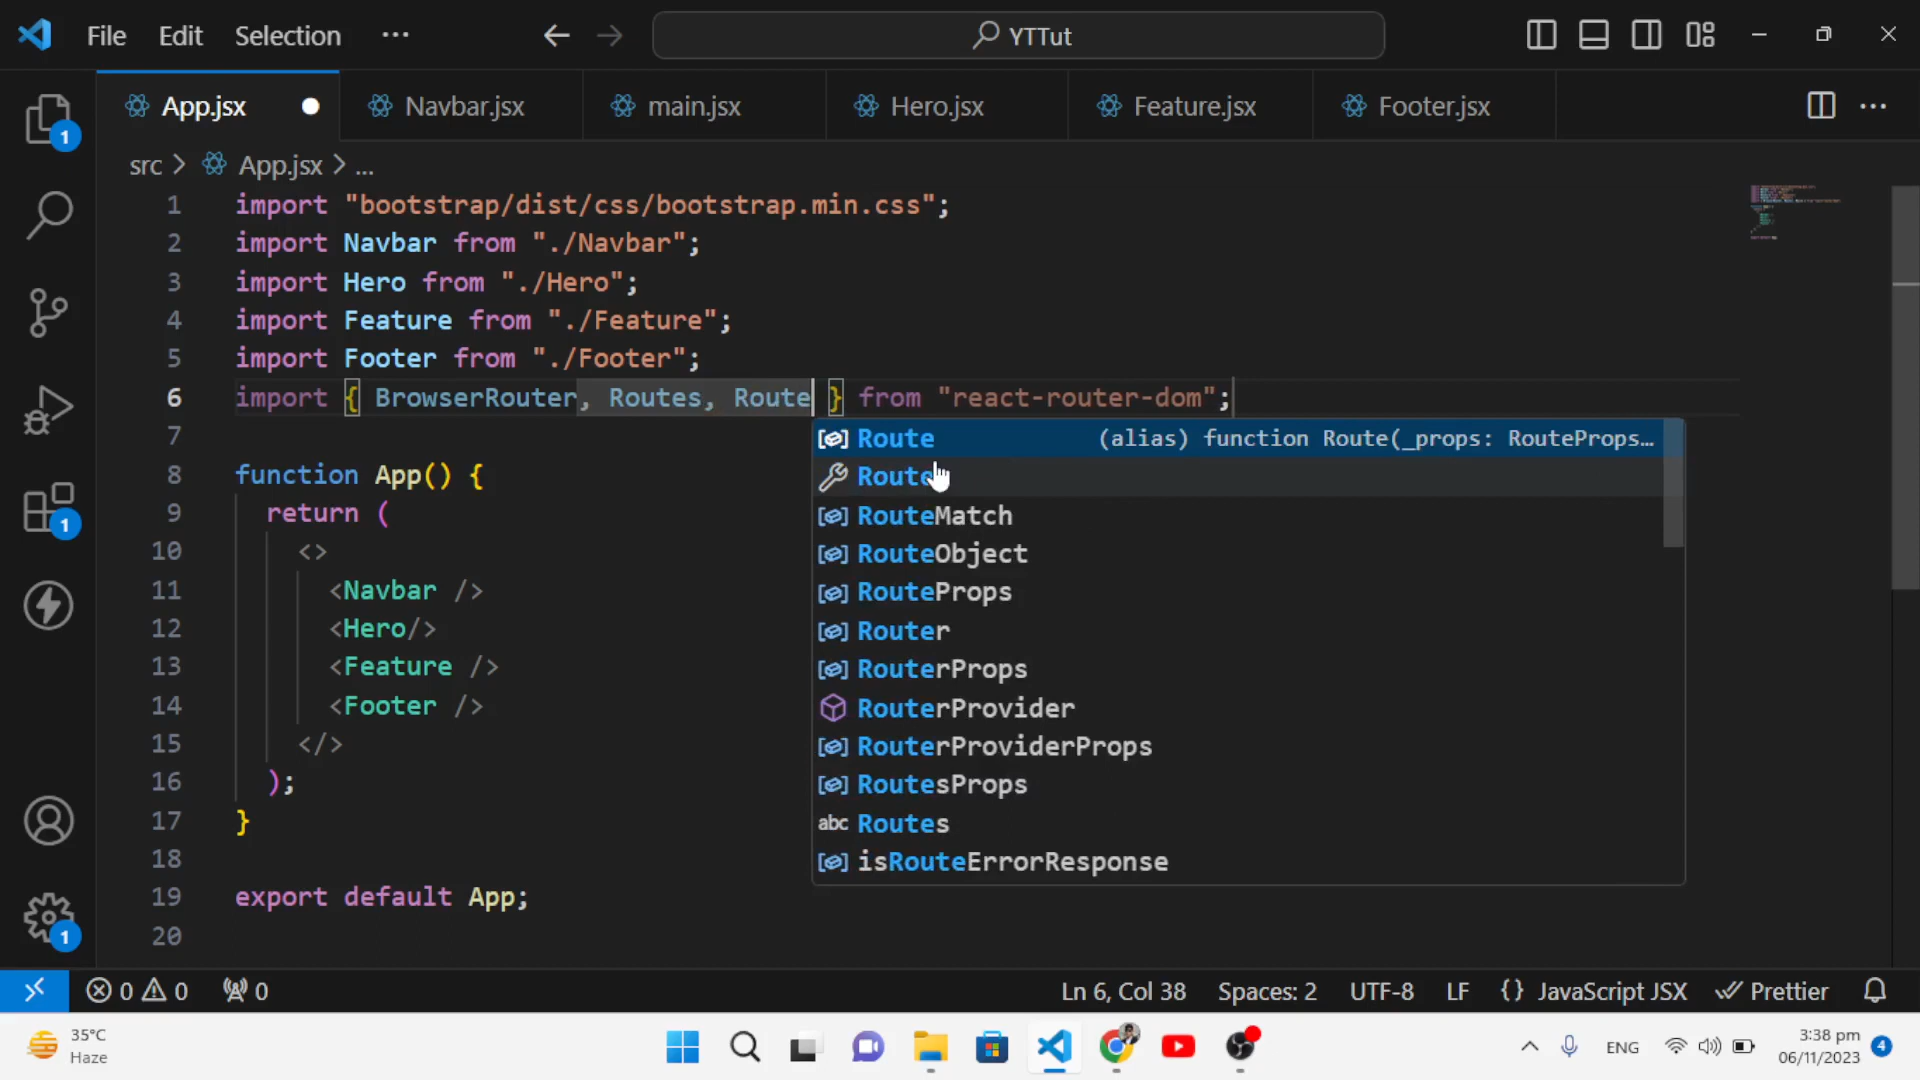 File Edit Selection ···
YTTut
App.jsx Navbar.jsx main.jsx Hero.jsx Feature.jsx Footer.jsx
src > App.jsx > ...
1 import "bootstrap/dist/css/bootstrap.min.css";
2 import Navbar from "./Navbar";
3 import Hero from "./Hero";
4 import Feature from "./Feature";
5 import Footer from "./Footer";
6 import { BrowserRouter, Routes, Route } from "react-router-dom";
7
8 function App() {
9 return (
10 <>
11 <Navbar />
12 <Hero/>
13 <Feature />
14 <Footer />
15 </>
16 );
17 }
18
19 export default App;
20
Route (alias) function Route(_props: RouteProps…
Route
RouteMatch
RouteObject
RouteProps
Router
RouterProps
RouterProvider
RouterProviderProps
RoutesProps
abc Routes
isRouteErrorResponse
1
1
1
0 0 0 Ln 6, Col 38 Spaces: 2 UTF-8 LF {} JavaScript JSX Prettier
35°C
Haze
ENG
3:38 pm
06/11/2023
4